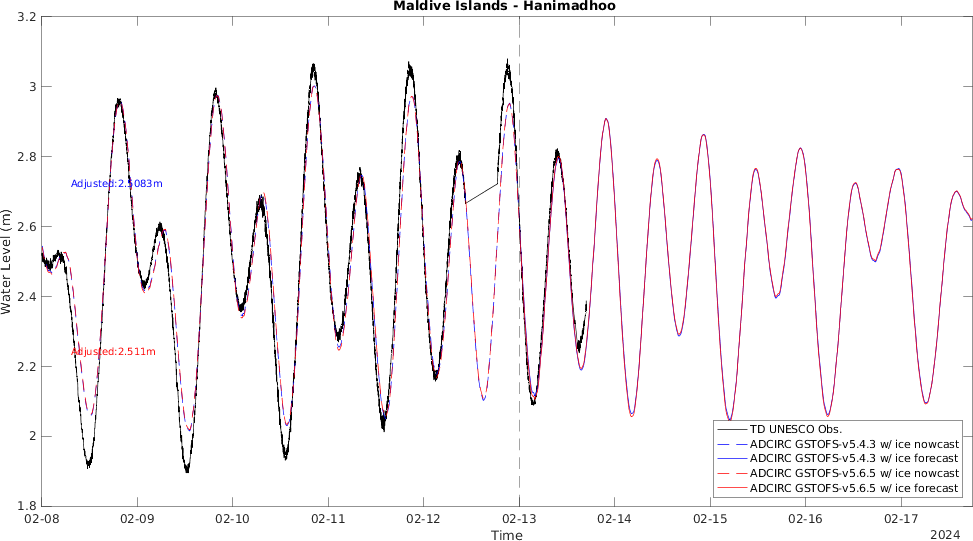 Maldive Islands - Hanimadhoo
3.2
3
2.8
2.6
2.4
2.2
2
1.8
Water Level (m)
Adjusted:2.5083m
Adjusted:2.511m
TD UNESCO Obs.
ADCIRC GSTOFS-v5.4.3 w/ ice nowcast
ADCIRC GSTOFS-v5.4.3 w/ ice forecast
ADCIRC GSTOFS-v5.6.5 w/ ice nowcast
ADCIRC GSTOFS-v5.6.5 w/ ice forecast
02-08 02-09 02-10 02-11 02-12 02-13 02-14 02-15 02-16 02-17
Time
2024